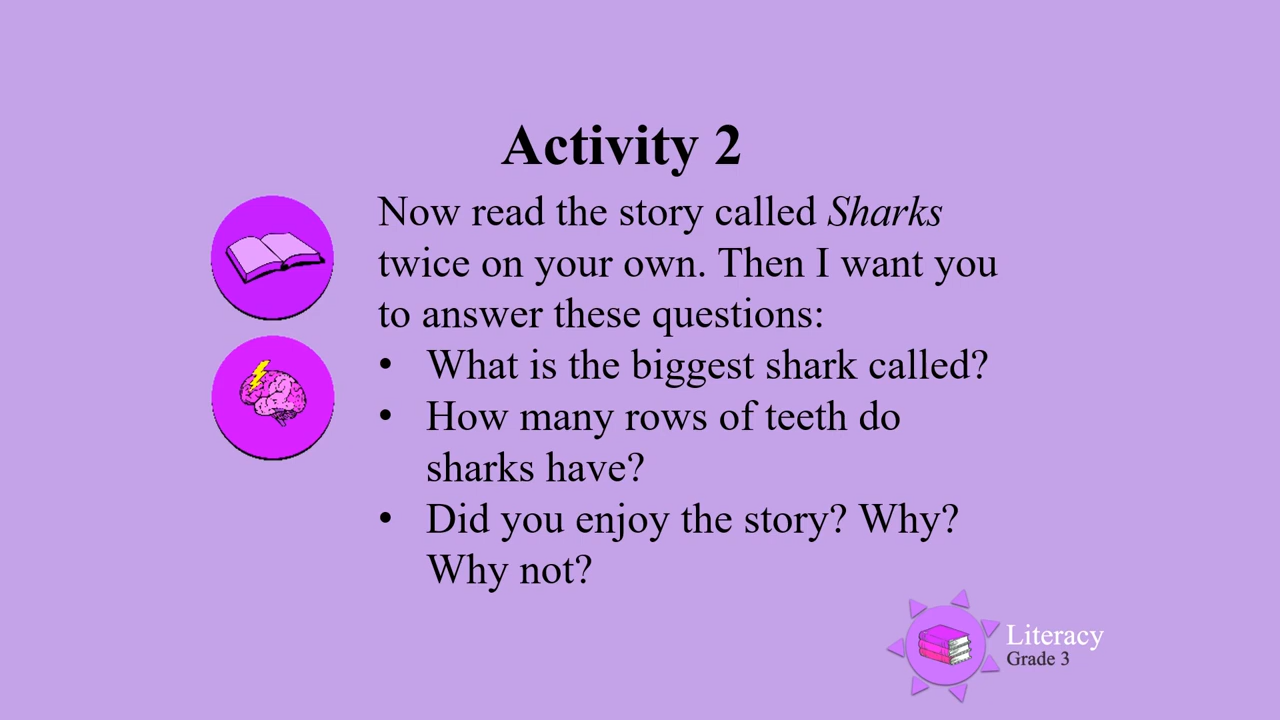 Activity 2
Now read the story called Sharks
twice on your own. Then I want you
to answer these questions:
• What is the biggest shark called?
• How many rows of teeth do
sharks have?
• Did you enjoy the story? Why?
Why not?
Literacy
Grade 3